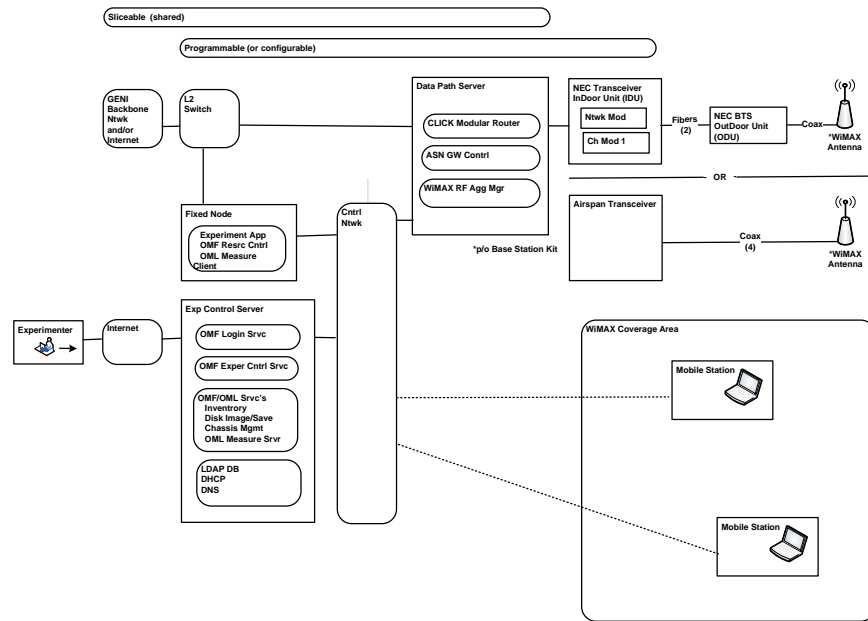 Sliceable (shared)
Programmable (or configurable)
GENI
Backbone
Ntwk
and/or
Internet
L2
Switch
Data Path Server
CLICK Modular Router
ASN GW Contrl
WiMAX RF Agg Mgr
NEC Transceiver
InDoor Unit (IDU)
Ntwk Mod
Ch Mod 1
Fibers
(2)
NEC BTS
OutDoor Unit
(ODU)
Coax
*WiMAX
Antenna
OR
Fixed Node
Experiment App
OMF Resrc Cntrl
OML Measure
Client
Cntrl
Ntwk
*p/o Base Station Kit
Airspan Transceiver
Coax
(4)
*WiMAX
Antenna
Experimenter
Internet
Exp Control Server
OMF Login Srvc
OMF Exper Cntrl Srvc
OMF/OML Srvc's
Inventrory
Disk Image/Save
Chassis Mgmt
OML Measure Srvr
LDAP DB
DHCP
DNS
WiMAX Coverage Area
Mobile Station
Mobile Station